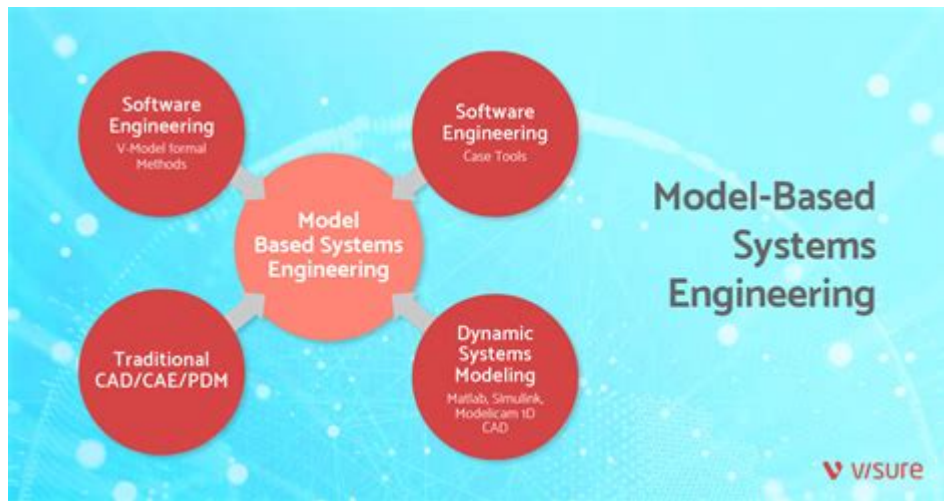 Software
Engineering
V-Model formal
Methods
Software
Engineering
Case Tools
Model
Based Systems
Engineering
Traditional
CAD/CAE/PDM
Dynamic
Systems
Modeling
Matlab, Simulink,
Modelicam 1D
CAD
Model-Based
Systems
Engineering
visure